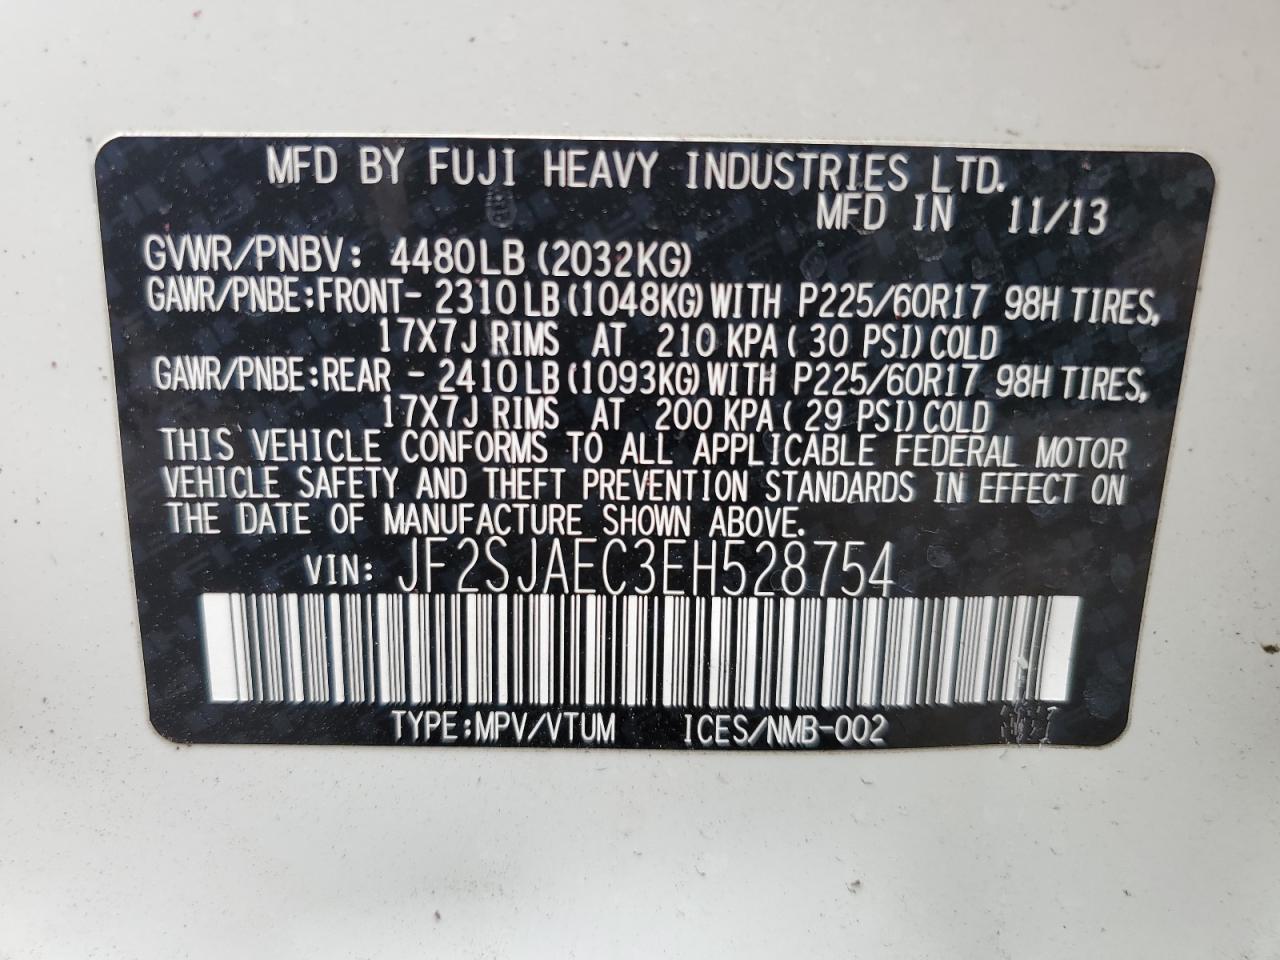 MFD BY FUJI HEAVY INDUSTRIES LTD.
MFD IN 11/13
GVWR/PNBV: 4480LB (2032KG)
GAWR/PNBE:FRONT- 2310LB (1048KG) WITH P225/60R17 98H TIRES,
17X7J RIMS AT 210 KPA ( 30 PSI) COLD
GAWR/PNBE:REAR - 2410LB (1093KG) WITH P225/60R17 98H TIRES,
17X7J RIMS AT 200 KPA ( 29 PSI) COLD
THIS VEHICLE CONFORMS TO ALL APPLICABLE FEDERAL MOTOR
VEHICLE SAFETY AND THEFT PREVENTION STANDARDS IN EFFECT ON
THE DATE OF MANUFACTURE SHOWN ABOVE.
VIN: JF2SJAEC3EH528754
TYPE:MPV/VTUM ICES/NMB-002